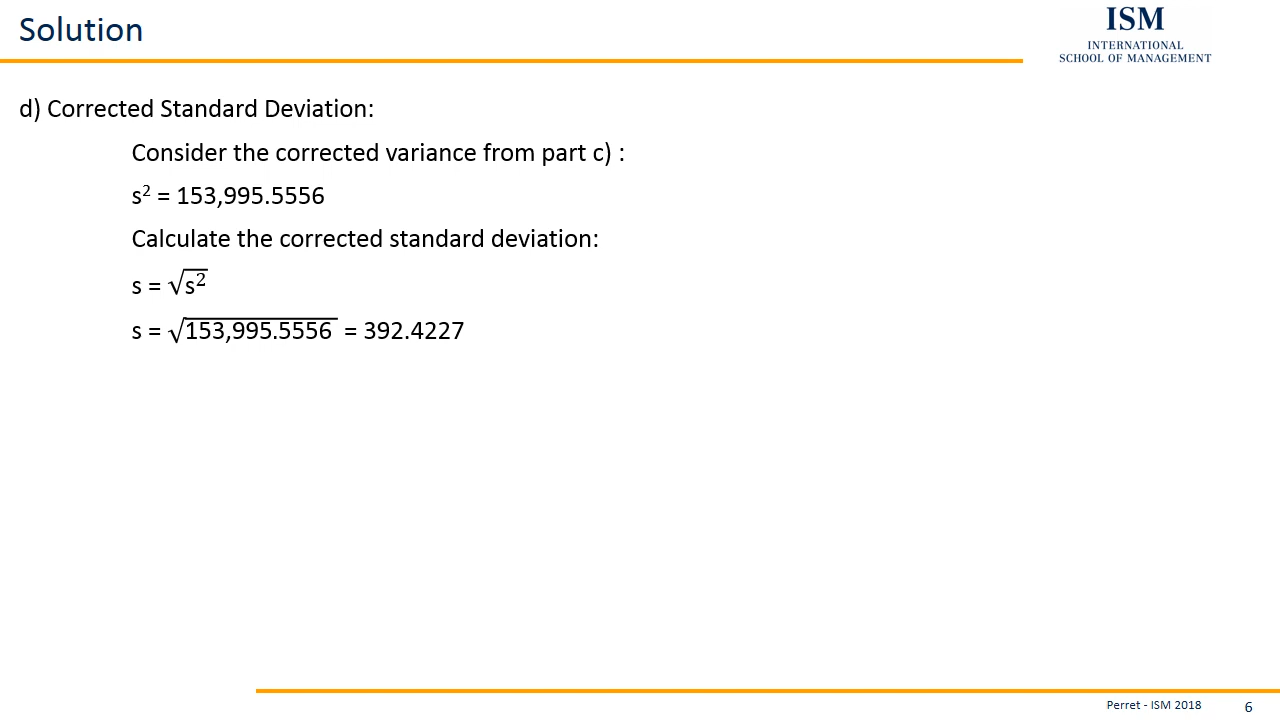 Solution
ISM
INTERNATIONAL
SCHOOL OF MANAGEMENT
d) Corrected Standard Deviation:
Consider the corrected variance from part c) :
s² = 153,995.5556
Calculate the corrected standard deviation:
s = √s²
s = √153,995.5556 = 392.4227
Perret - ISM 2018
6